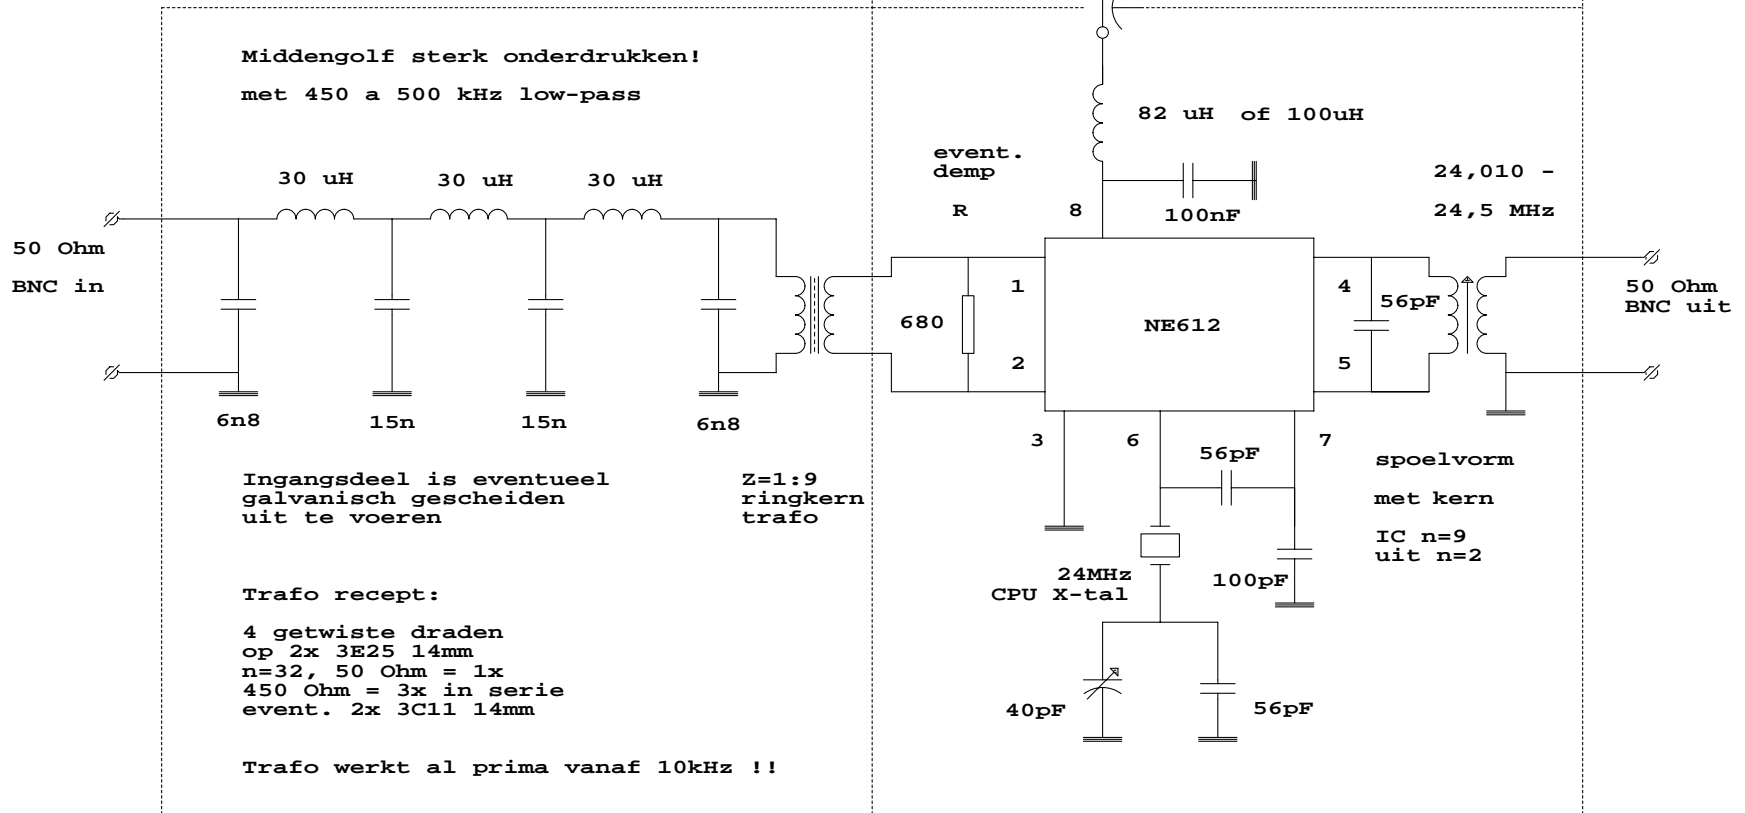 Middengolf sterk onderdrukken!
met 450 a 500 kHz low-pass
82 uH of 100uH
event.
demp
R
8
100nF
24,010 -
24,5 MHz
30 uH
30 uH
30 uH
50 Ohm
BNC in
6n8
15n
15n
6n8
680
1
2
NE612
4
5
56pF
50 Ohm
BNC uit
3
6
7
56pF
spoelvorm
met kern
IC n=9
uit n=2
Ingangsdeel is eventueel
galvanisch gescheiden
uit te voeren
Z=1:9
ringkern
trafo
24MHz
CPU X-tal
100pF
40pF
56pF
Trafo recept:
4 getwiste draden
op 2x 3E25 14mm
n=32, 50 Ohm = 1x
450 Ohm = 3x in serie
event. 2x 3C11 14mm
Trafo werkt al prima vanaf 10kHz !!